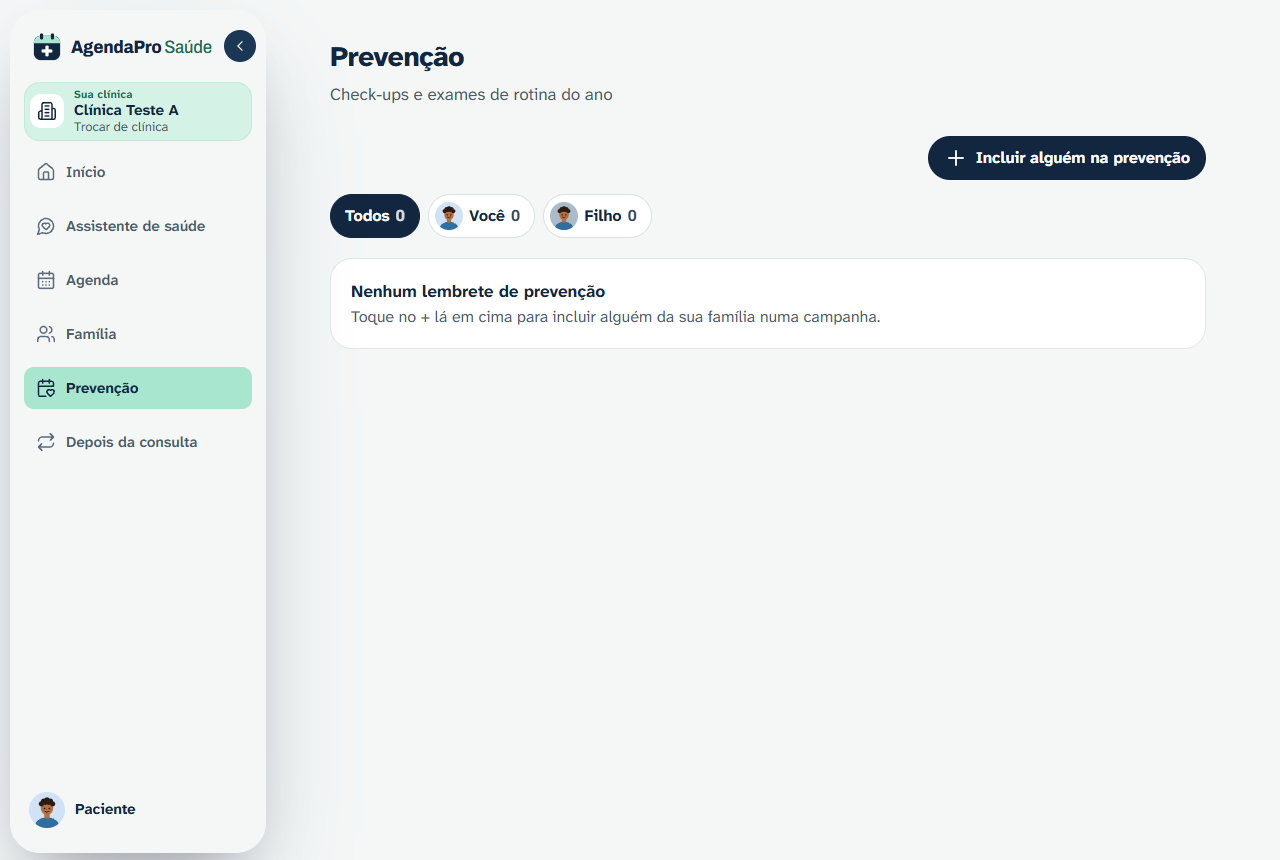 AgendaPro Saúde
Sua clínica
Clínica Teste A
Trocar de clínica
Início
Assistente de saúde
Agenda
Família
Prevenção
Depois da consulta
Paciente
Prevenção
Check-ups e exames de rotina do ano
Incluir alguém na prevenção
Todos 0
Você 0
Filho 0
Nenhum lembrete de prevenção
Toque no + lá em cima para incluir alguém da sua família numa campanha.